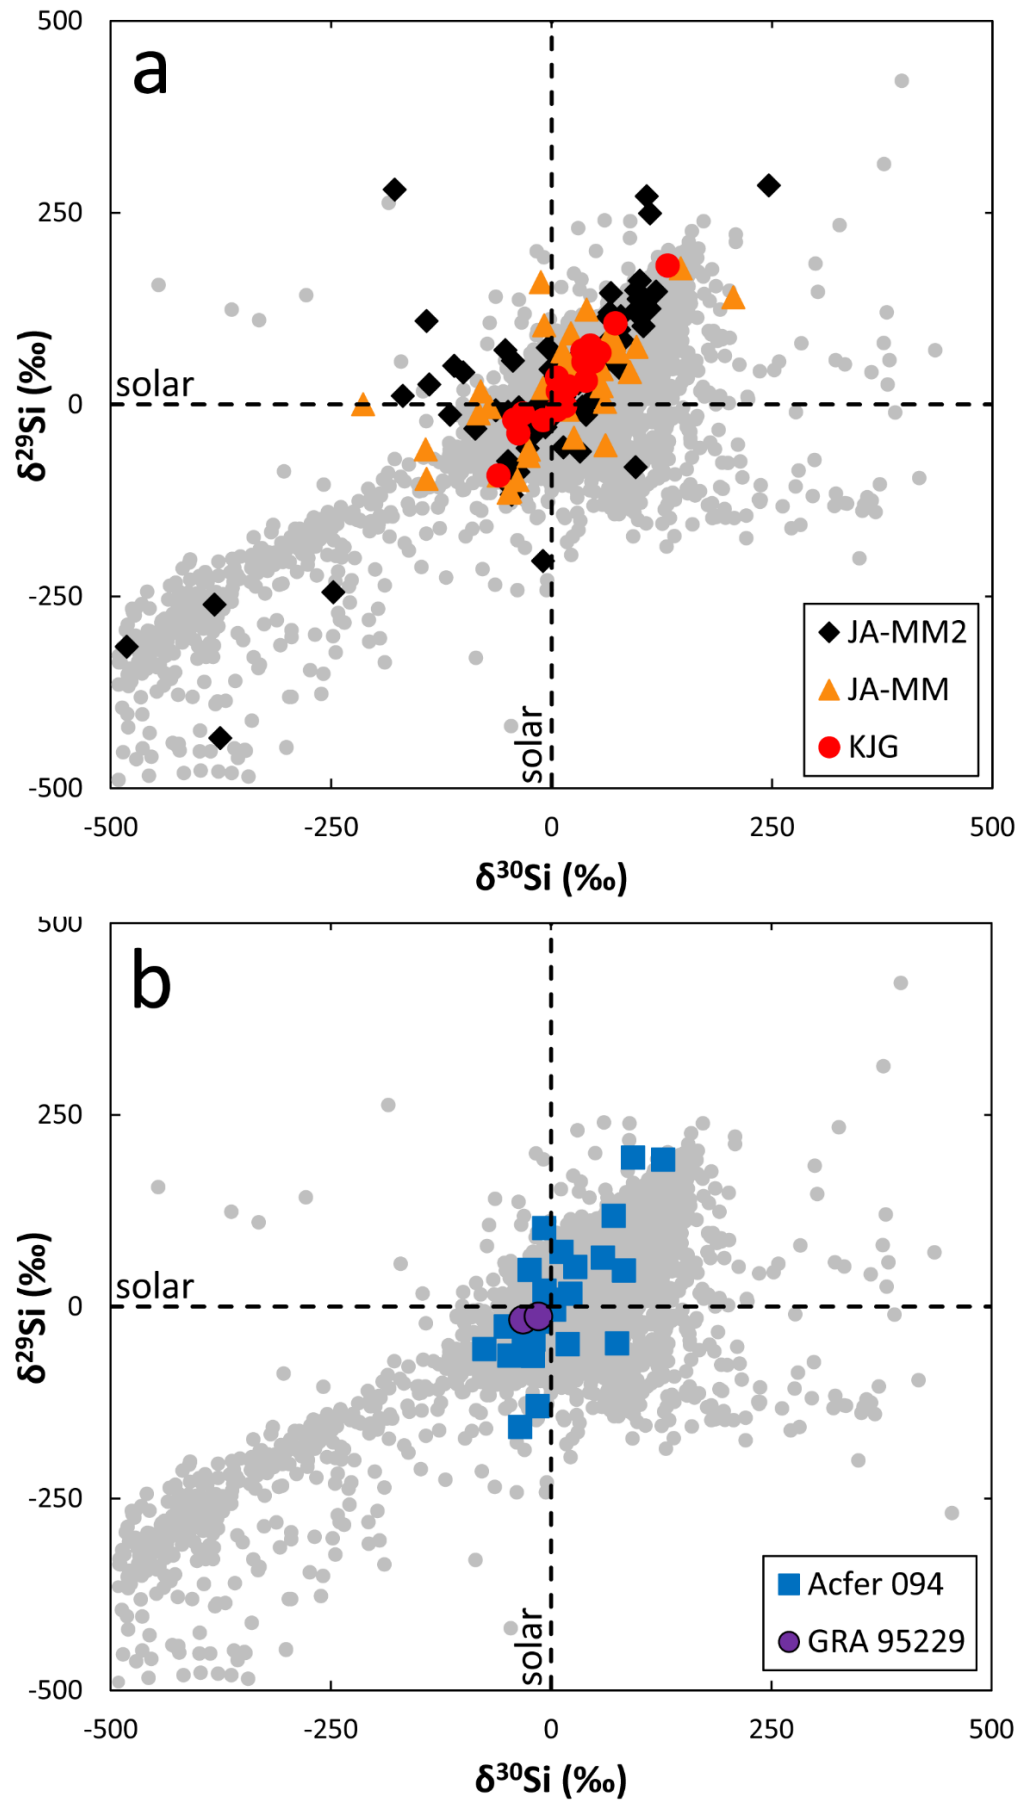 500
a
250
solar
0
δ²⁹Si (‰)
-250
solar
JA-MM2
JA-MM
KJG
-500
-500 -250 0 250 500
δ³⁰Si (‰)
500
b
250
solar
0
δ²⁹Si (‰)
-250
solar
Acfer 094
GRA 95229
-500
-500 -250 0 250 500
δ³⁰Si (‰)